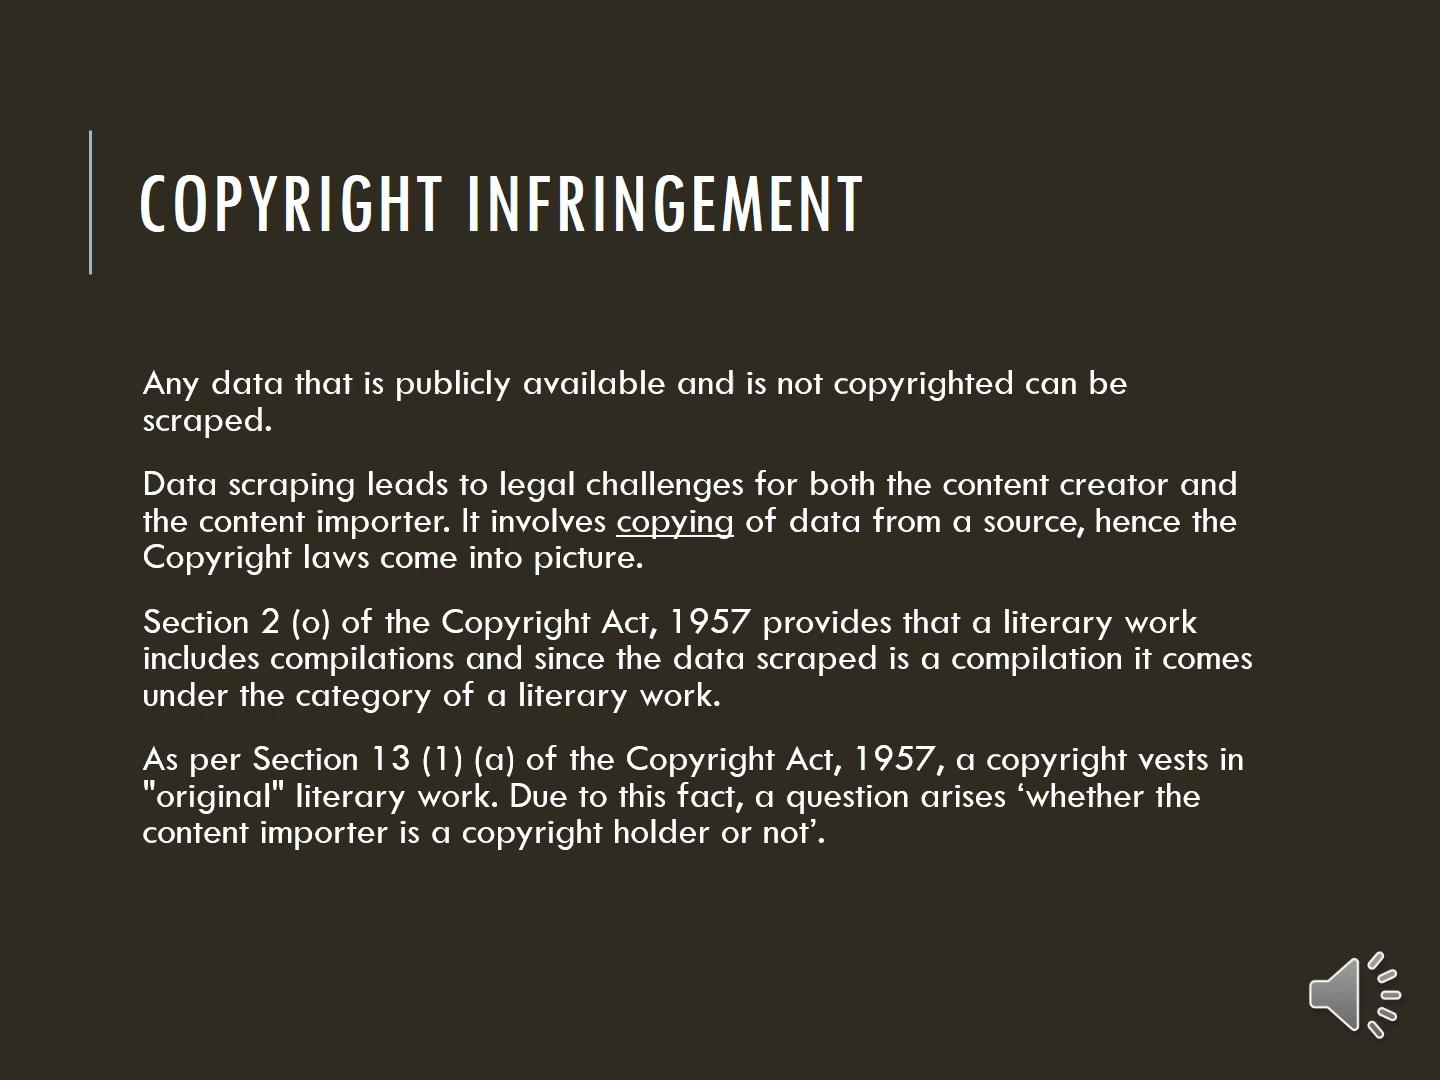 COPYRIGHT INFRINGEMENT
Any data that is publicly available and is not copyrighted can be
scraped.
Data scraping leads to legal challenges for both the content creator and
the content importer. It involves copying of data from a source, hence the
Copyright laws come into picture.
Section 2 (o) of the Copyright Act, 1957 provides that a literary work
includes compilations and since the data scraped is a compilation it comes
under the category of a literary work.
As per Section 13 (1) (a) of the Copyright Act, 1957, a copyright vests in
"original" literary work. Due to this fact, a question arises ‘whether the
content importer is a copyright holder or not’.